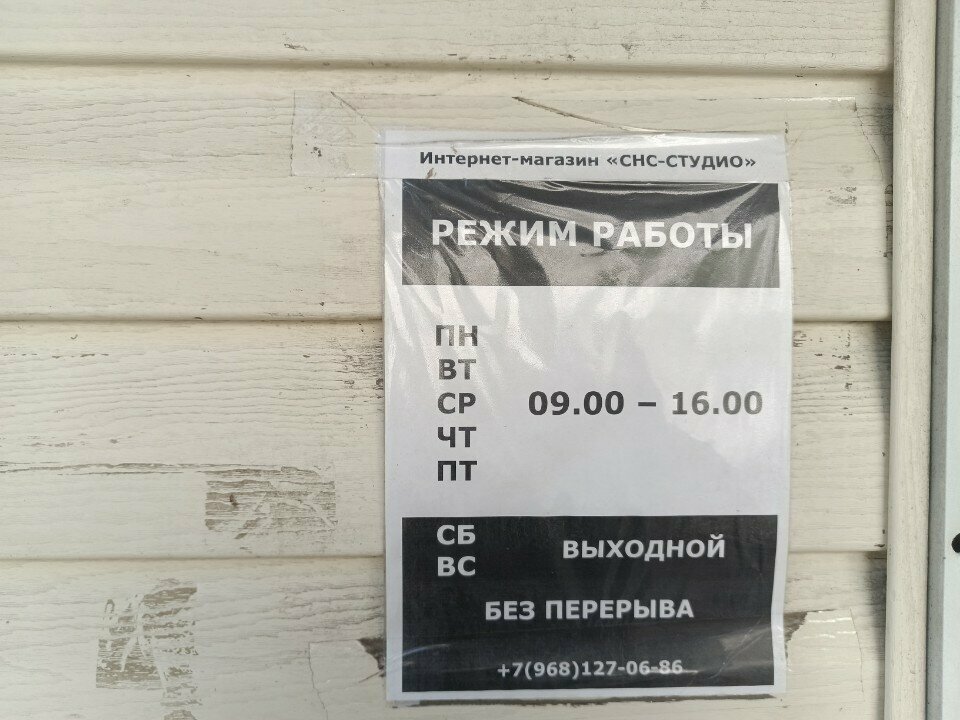 Интернет-магазин «СНС-СТУДИО»
РЕЖИМ РАБОТЫ
ПН
ВТ
СР 09.00 – 16.00
ЧТ
ПТ
СБ
ВС ВЫХОДНОЙ
БЕЗ ПЕРЕРЫВА
+7(968)127-06-86